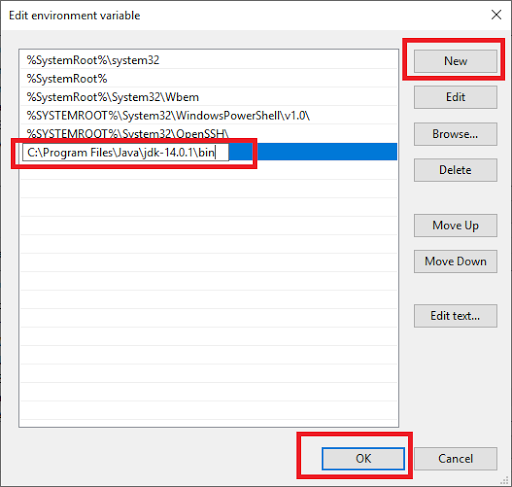 Edit environment variable
%SystemRoot%\system32
%SystemRoot%
%SystemRoot%\System32\Wbem
%SYSTEMROOT%\System32\WindowsPowerShell\v1.0\
%SYSTEMROOT%\System32\OpenSSH\
C:\Program Files\Java\jdk-14.0.1\bin
New
Edit
Browse...
Delete
Move Up
Move Down
Edit text...
OK
Cancel